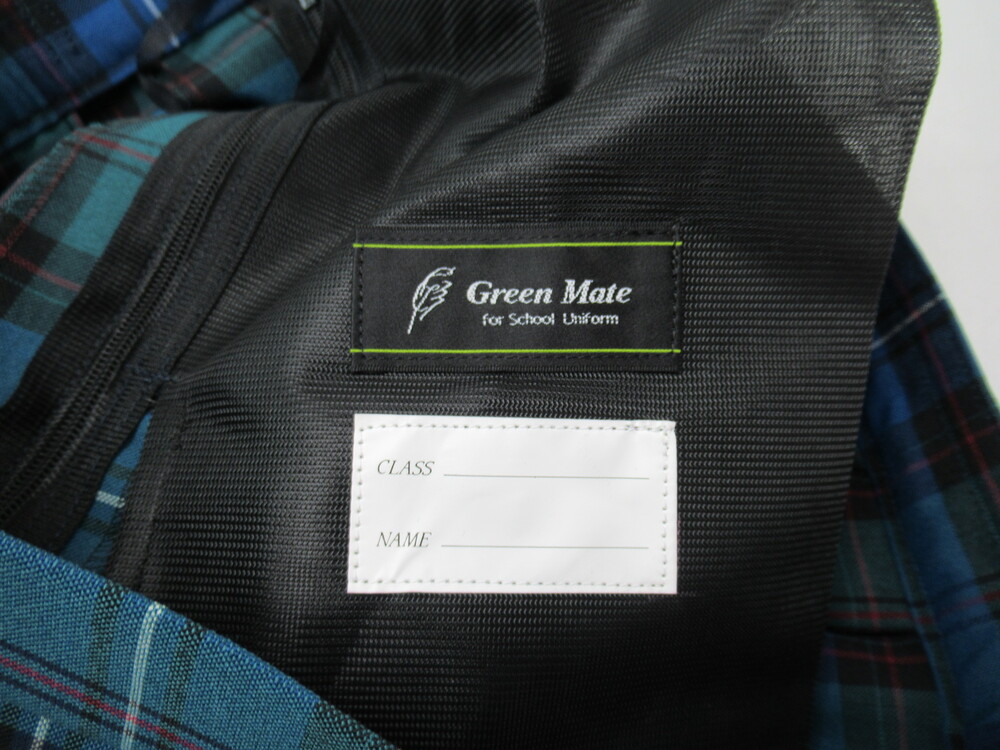 Green Mate
for School Uniform
CLASS
NAME